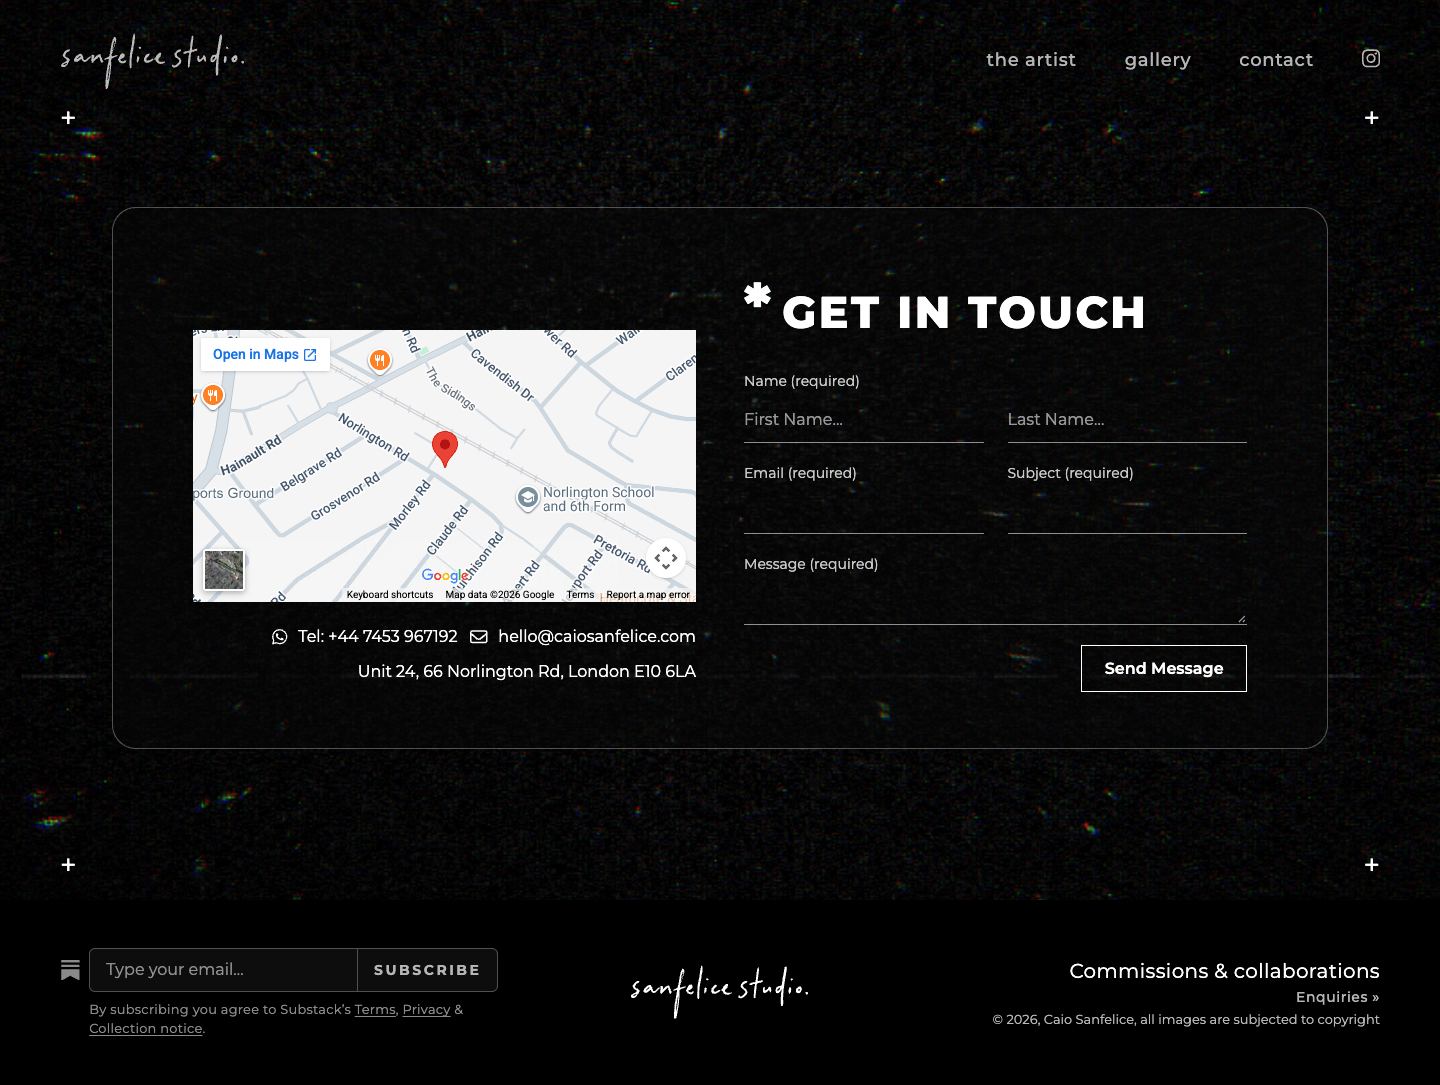 sanfelice studio.
the artist
gallery
contact
+
+
* GET IN TOUCH
Open in Maps
The Sidings
Cavendish Dr
Norlington Rd
Hainault Rd
Belgrave Rd
Grosvenor Rd
Morley Rd
Claude Rd
ports Ground
Norlington School
and 6th Form
Pretoria Rd
Google
Keyboard shortcuts
Map data ©2026 Google
Terms
Report a map error
Tel: +44 7453 967192
hello@caiosanfelice.com
Unit 24, 66 Norlington Rd, London E10 6LA
Name (required)
First Name...
Last Name...
Email (required)
Subject (required)
Message (required)
Send Message
+
+
Type your email...
SUBSCRIBE
By subscribing you agree to Substack's Terms, Privacy &
Collection notice.
sanfelice studio.
Commissions & collaborations
Enquiries »
© 2026, Caio Sanfelice, all images are subjected to copyright